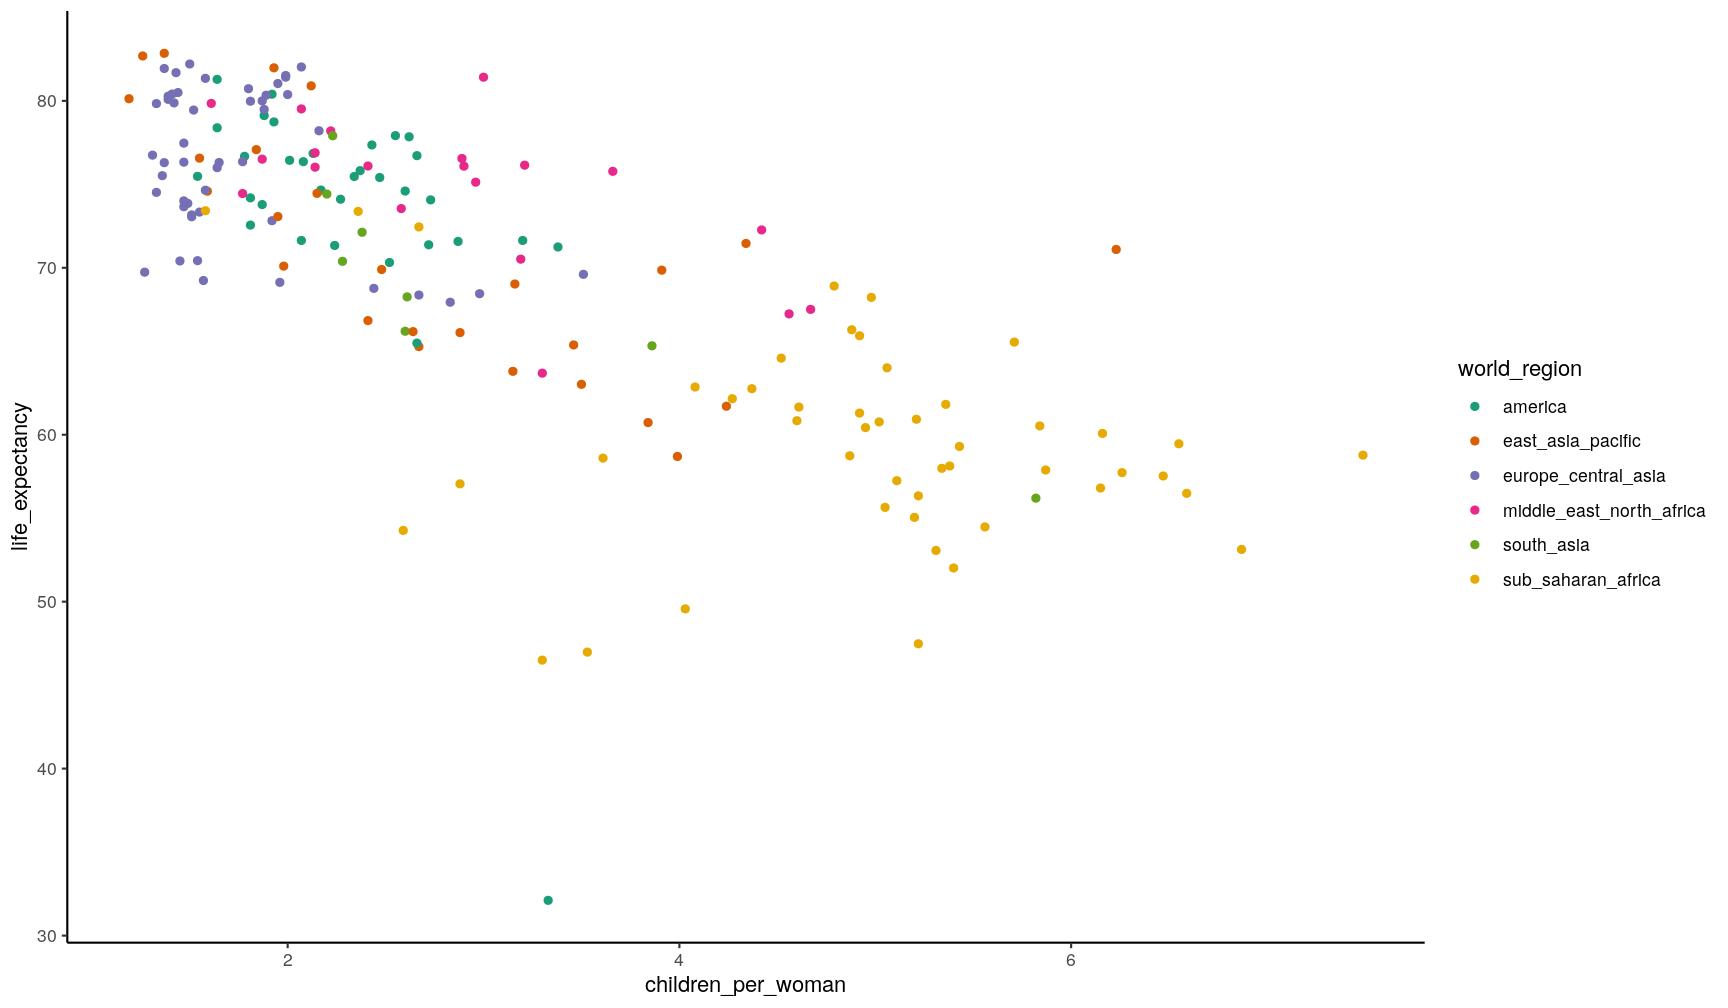 80
70
60
50
40
30
life_expectancy
2
4
6
children_per_woman
world_region
america
east_asia_pacific
europe_central_asia
middle_east_north_africa
south_asia
sub_saharan_africa